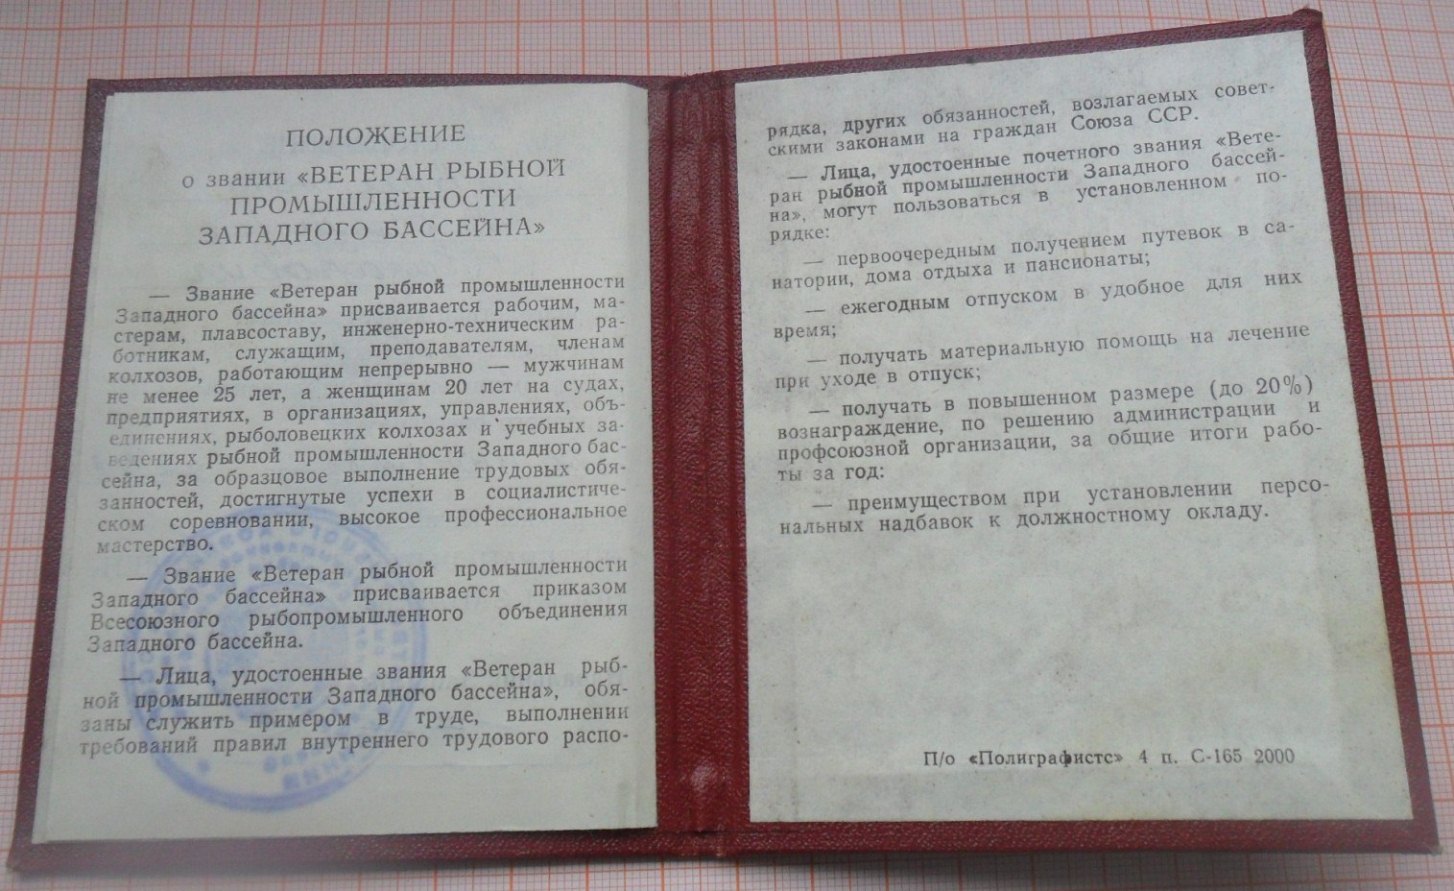 ПОЛОЖЕНИЕ
о звании «ВЕТЕРАН РЫБНОЙ
ПРОМЫШЛЕННОСТИ
ЗАПАДНОГО БАССЕЙНА»
— Звание «Ветеран рыбной промышленности
Западного бассейна» присваивается рабочим, ма-
стерам, плавсоставу, инженерно-техническим ра-
ботникам, служащим, преподавателям, членам
колхозов, работающим непрерывно — мужчинам
не менее 25 лет, а женщинам 20 лет на судах,
предприятиях, в организациях, управлениях, объ-
единениях, рыболовецких колхозах и учебных за-
ведениях рыбной промышленности Западного бас-
сейна, за образцовое выполнение трудовых обя-
занностей, достигнутые успехи в социалистиче-
ском соревновании, высокое профессиональное
мастерство.
— Звание «Ветеран рыбной промышленности
Западного бассейна» присваивается приказом
Всесоюзного рыбопромышленного объединения
Западного бассейна.
— Лица, удостоенные звания «Ветеран рыб-
ной промышленности Западного бассейна», обя-
заны служить примером в труде, выполнении
требований правил внутреннего трудового распо-
рядка, других обязанностей, возлагаемых совет-
скими законами на граждан Союза ССР.
— Лица, удостоенные почетного звания «Вете-
ран рыбной промышленности Западного бассей-
на», могут пользоваться в установленном по-
рядке:
— первоочередным получением путевок в са-
натории, дома отдыха и пансионаты;
— ежегодным отпуском в удобное для них
время;
— получать материальную помощь на лечение
при уходе в отпуск;
— получать в повышенном размере (до 20%)
вознаграждение, по решению администрации и
профсоюзной организации, за общие итоги рабо-
ты за год:
— преимуществом при установлении персо-
нальных надбавок к должностному окладу.
П/о «Полиграфистс» 4 п. С-165 2000